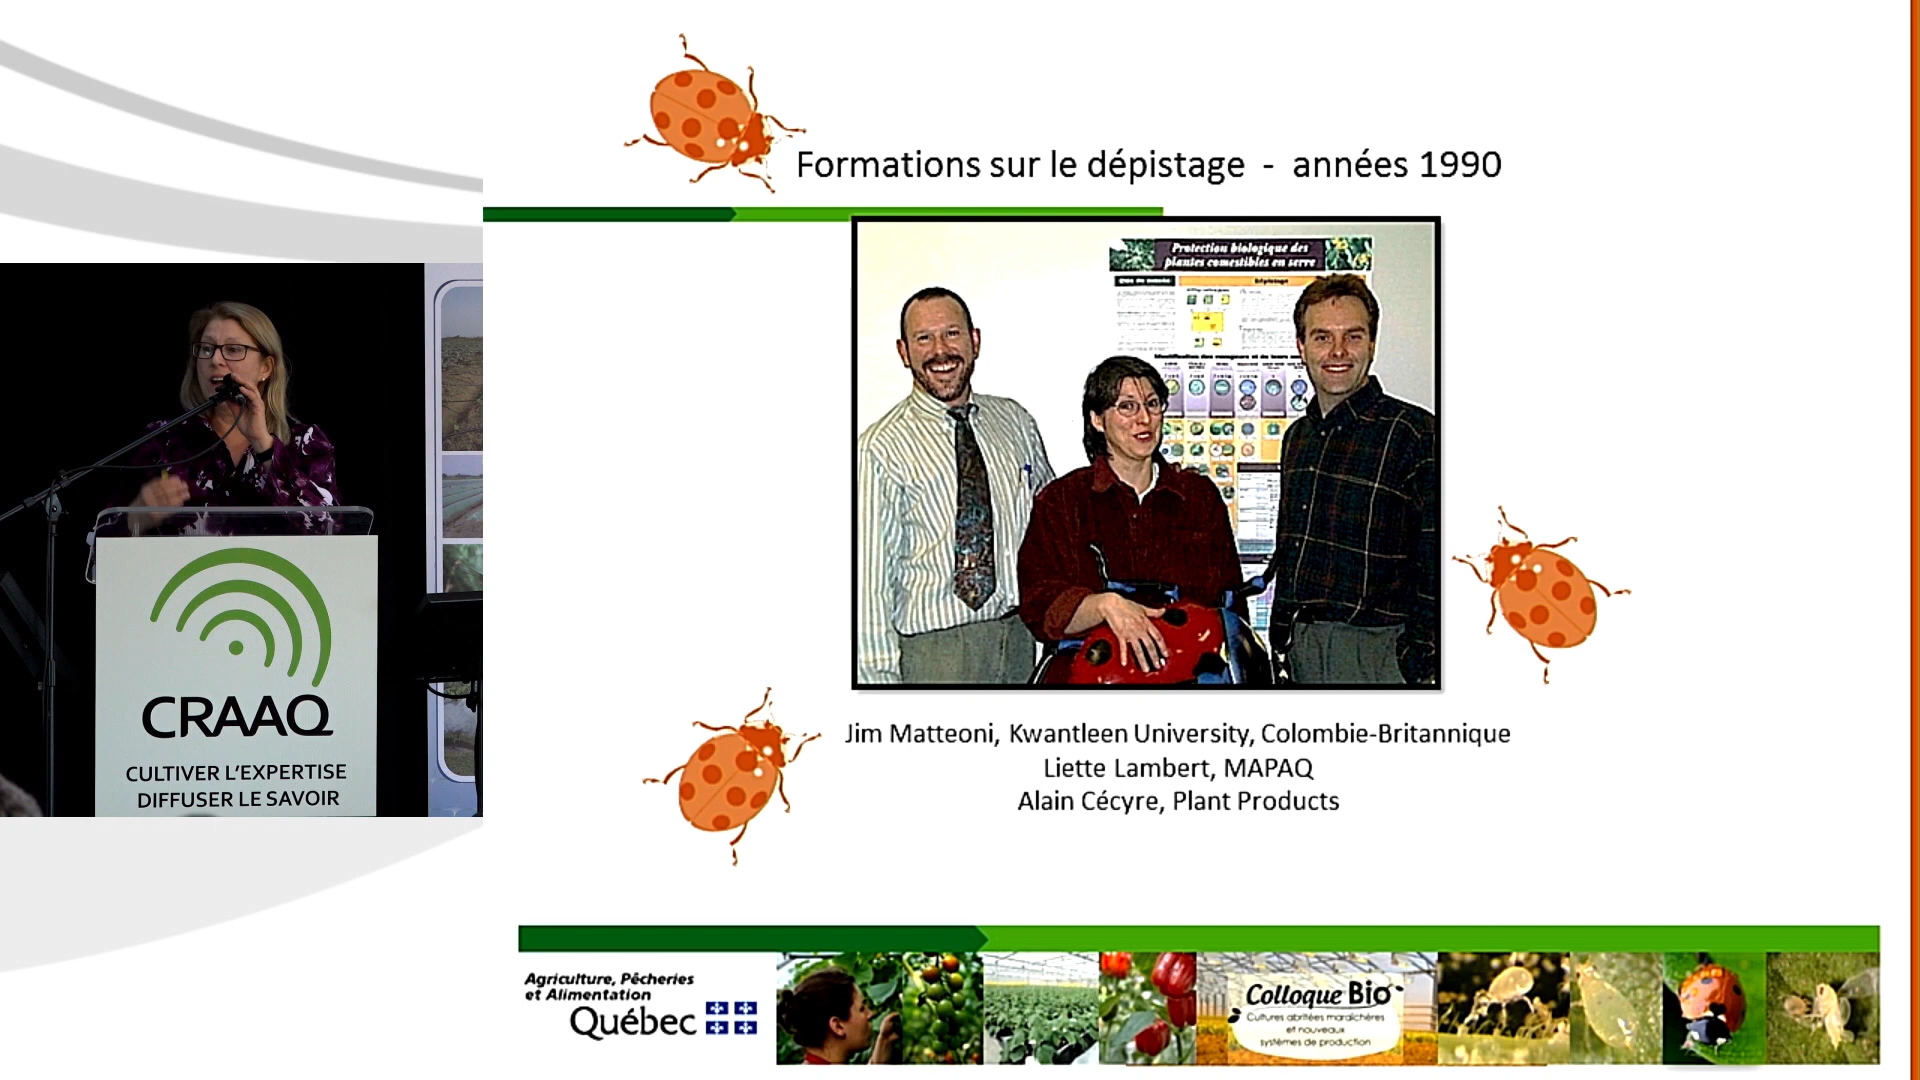 Formations sur le dépistage - années 1990
Protection biologique des
plantes comestibles en serre
Dépistage
Jim Matteoni, Kwantleen University, Colombie-Britannique
Liette Lambert, MAPAQ
Alain Cécyre, Plant Products
CRAAQ
CULTIVER L'EXPERTISE
DIFFUSER LE SAVOIR
Agriculture, Pêcheries
et Alimentation
Québec
Colloque Bio
Cultures abritées maraîchères
et nouveaux
systèmes de production